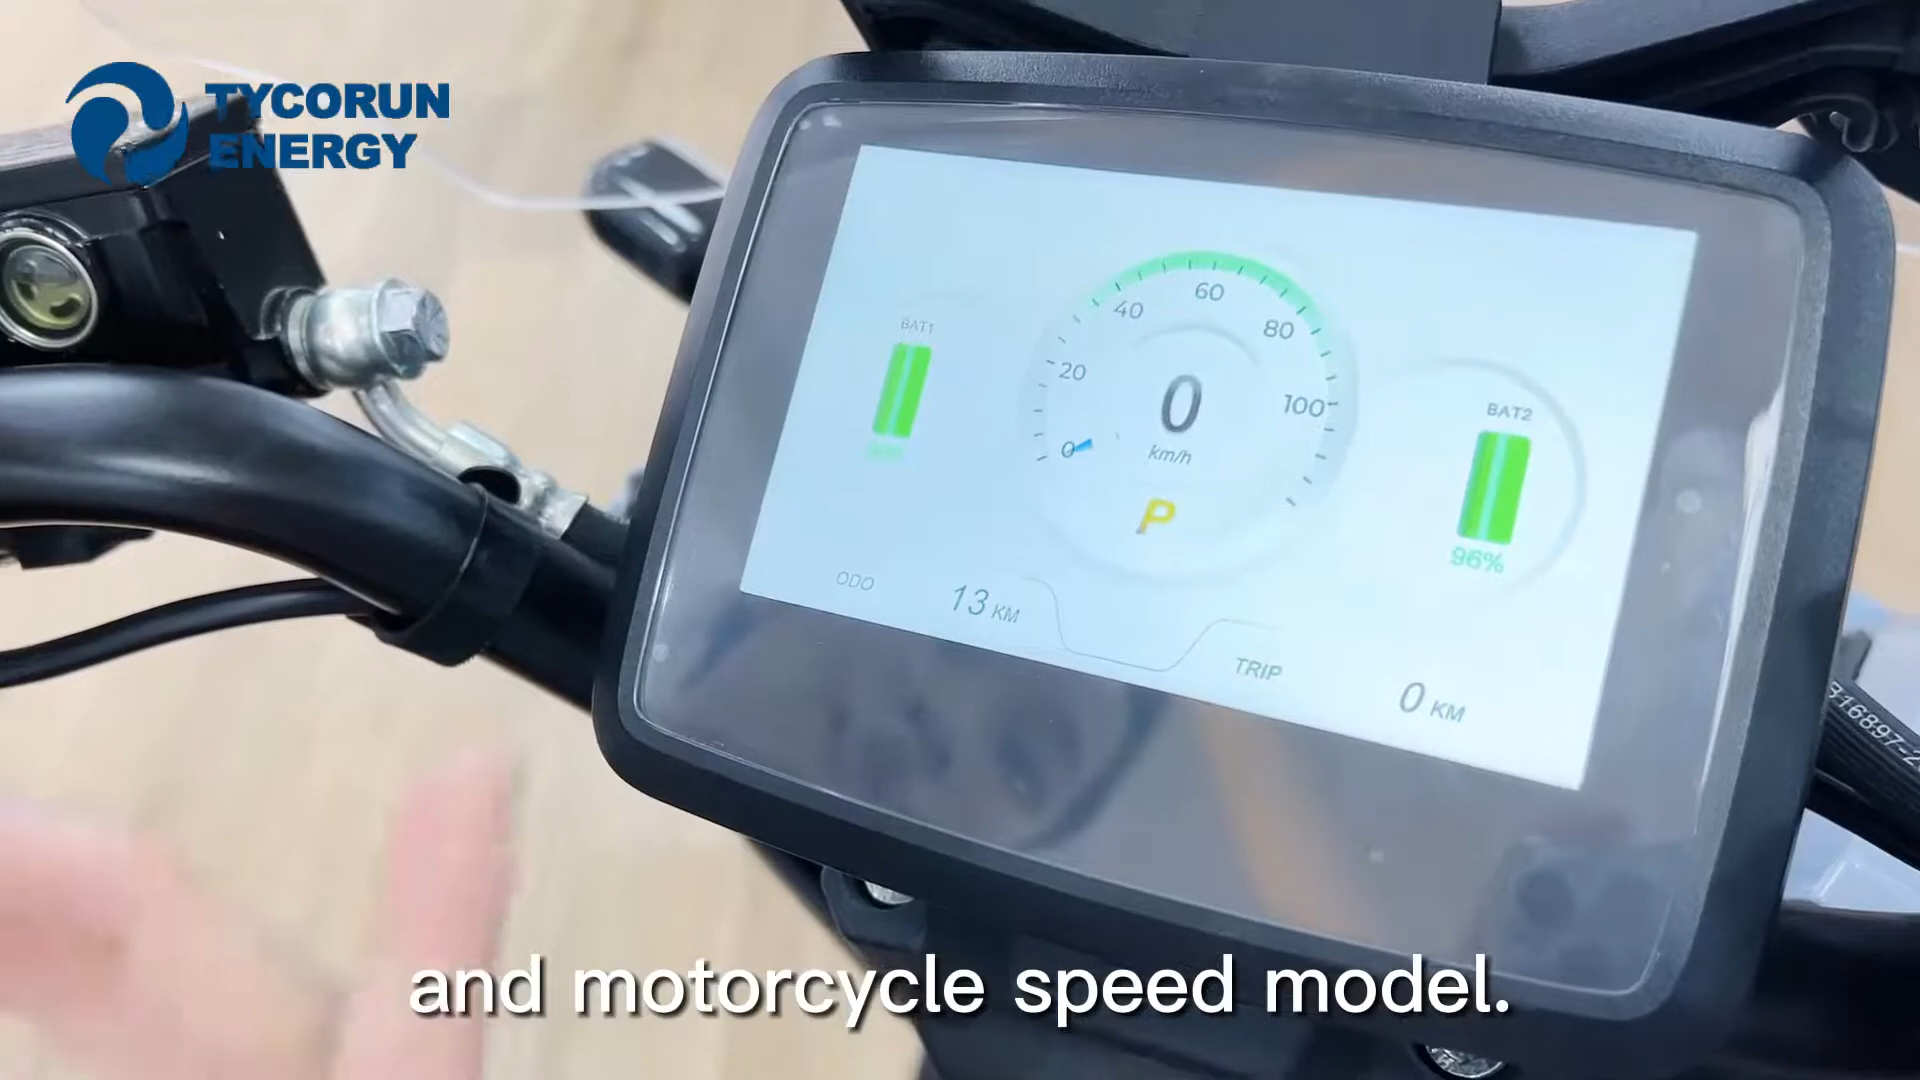 TYCORUN
ENERGY
BAT1
0
20
40
60
80
100
0
km/h
P
BAT2
96%
ODO
13 KM
TRIP
0 KM
and motorcycle speed model.